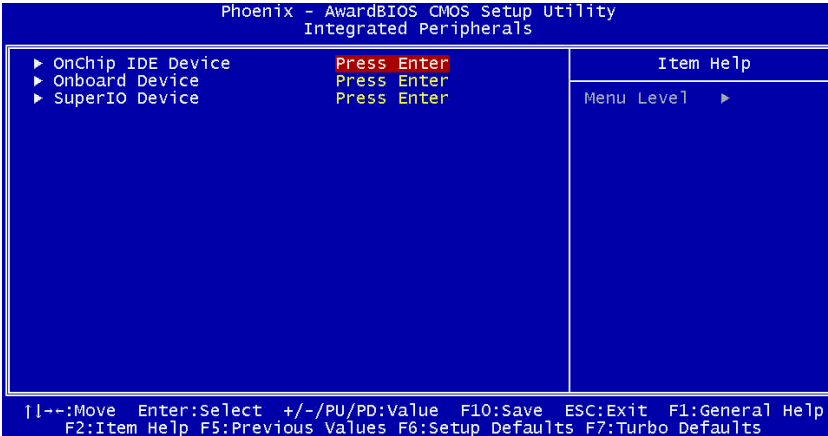 Phoenix - AwardBIOS CMOS Setup Utility
Integrated Peripherals
▶ OnChip IDE Device Press Enter
▶ Onboard Device Press Enter
▶ SuperIO Device Press Enter
Item Help
Menu Level ▶
↑↓→←:Move Enter:Select +/-/PU/PD:Value F10:Save ESC:Exit F1:General Help
F2:Item Help F5:Previous Values F6:Setup Defaults F7:Turbo Defaults